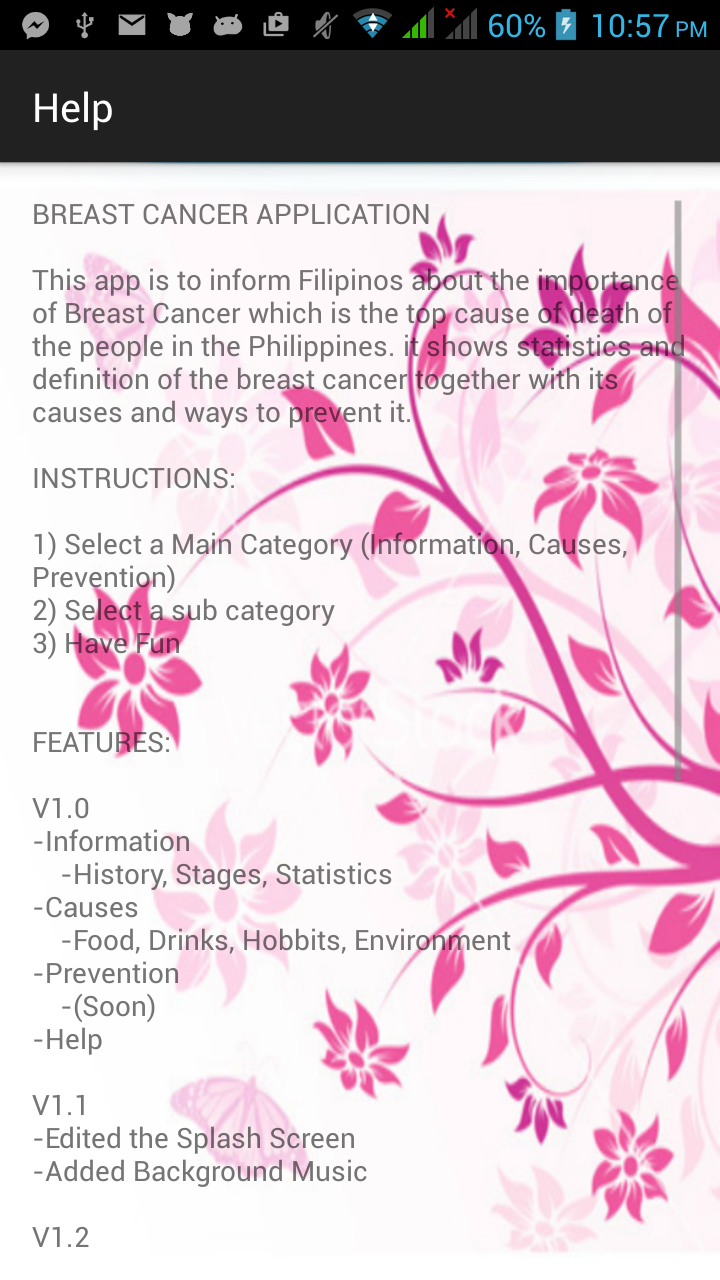 60% 10:57 PM
Help
BREAST CANCER APPLICATION
This app is to inform Filipinos about the importance
of Breast Cancer which is the top cause of death of
the people in the Philippines. it shows statistics and
definition of the breast cancer together with its
causes and ways to prevent it.
INSTRUCTIONS:
1) Select a Main Category (Information, Causes,
Prevention)
2) Select a sub category
3) Have Fun
FEATURES:
V1.0
-Information
-History, Stages, Statistics
-Causes
-Food, Drinks, Hobbits, Environment
-Prevention
-(Soon)
-Help
V1.1
-Edited the Splash Screen
-Added Background Music
V1.2